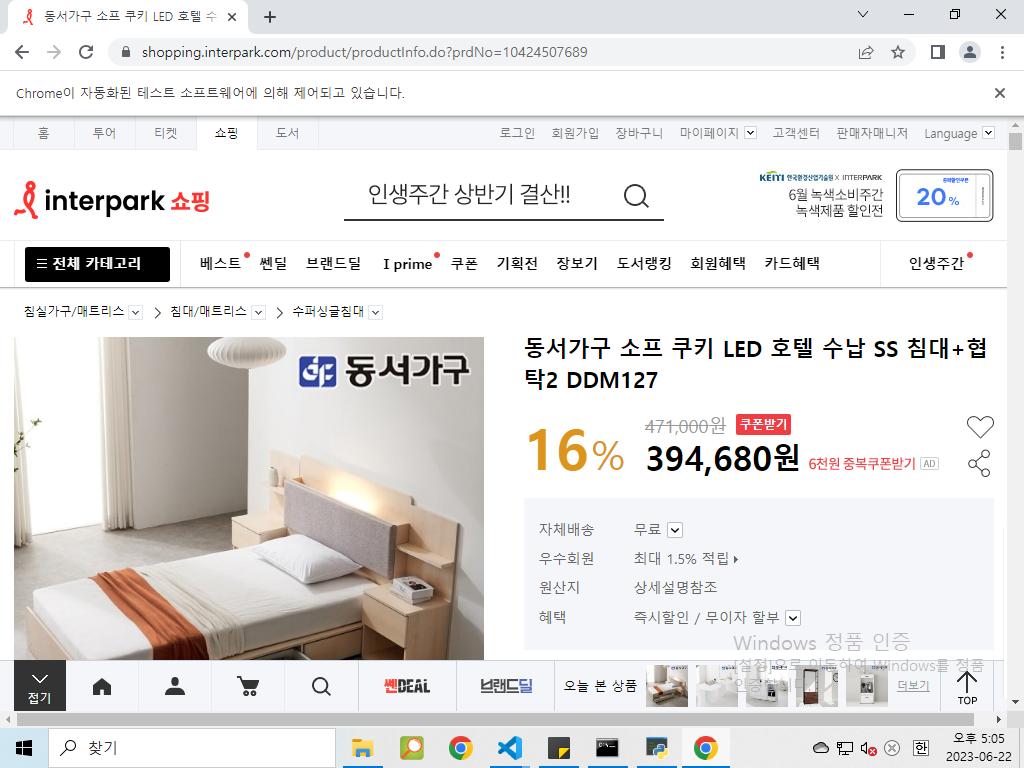 동서가구 소프 쿠키 LED 호텔 수
shopping.interpark.com/product/productInfo.do?prdNo=10424507689
Chrome이 자동화된 테스트 소프트웨어에 의해 제어되고 있습니다.
홈 투어 티켓 쇼핑 도서 로그인 회원가입 장바구니 마이페이지 고객센터 판매자매니저 Language
interpark 쇼핑
인생주간 상반기 결산!!
KEITI 한국환경산업기술원 X INTERPARK
6월 녹색소비주간
녹색제품 할인전
20%
전체 카테고리 베스트 쎈딜 브랜드딜 I prime 쿠폰 기획전 장보기 도서랭킹 회원혜택 카드혜택 인생주간
침실가구/매트리스 침대/매트리스 수퍼싱글침대
동서가구
동서가구 소프 쿠키 LED 호텔 수납 SS 침대+협
탁2 DDM127
16%
471,000원 쿠폰받기
394,680원 6천원 중복쿠폰받기 AD
자체배송 무료
우수회원 최대 1.5% 적립
원산지 상세설명참조
혜택 즉시할인 / 무이자 할부
Windows 정품 인증
[설정]으로 이동하여 Windows를 정품
인증합니다.
접기
쎈DEAL
브랜드딜
오늘 본 상품
더보기
TOP
찾기
한
오후 5:05
2023-06-22